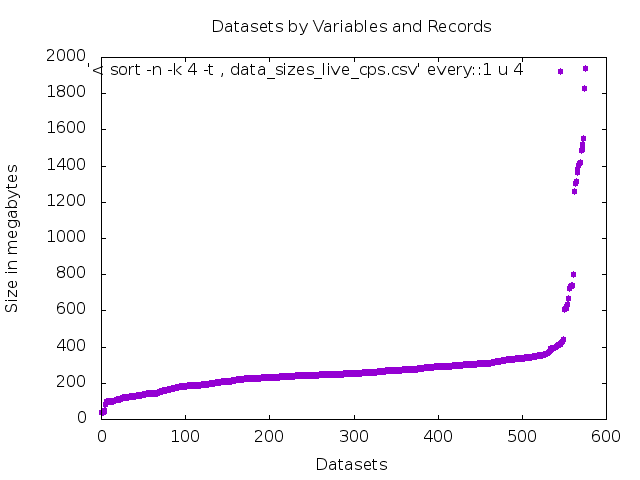 Datasets by Variables and Records
'< sort -n -k 4 -t , data_sizes_live_cps.csv' every::1 u 4
2000
1800
1600
1400
1200
1000
800
600
400
200
0
Size in megabytes
0 100 200 300 400 500 600
Datasets